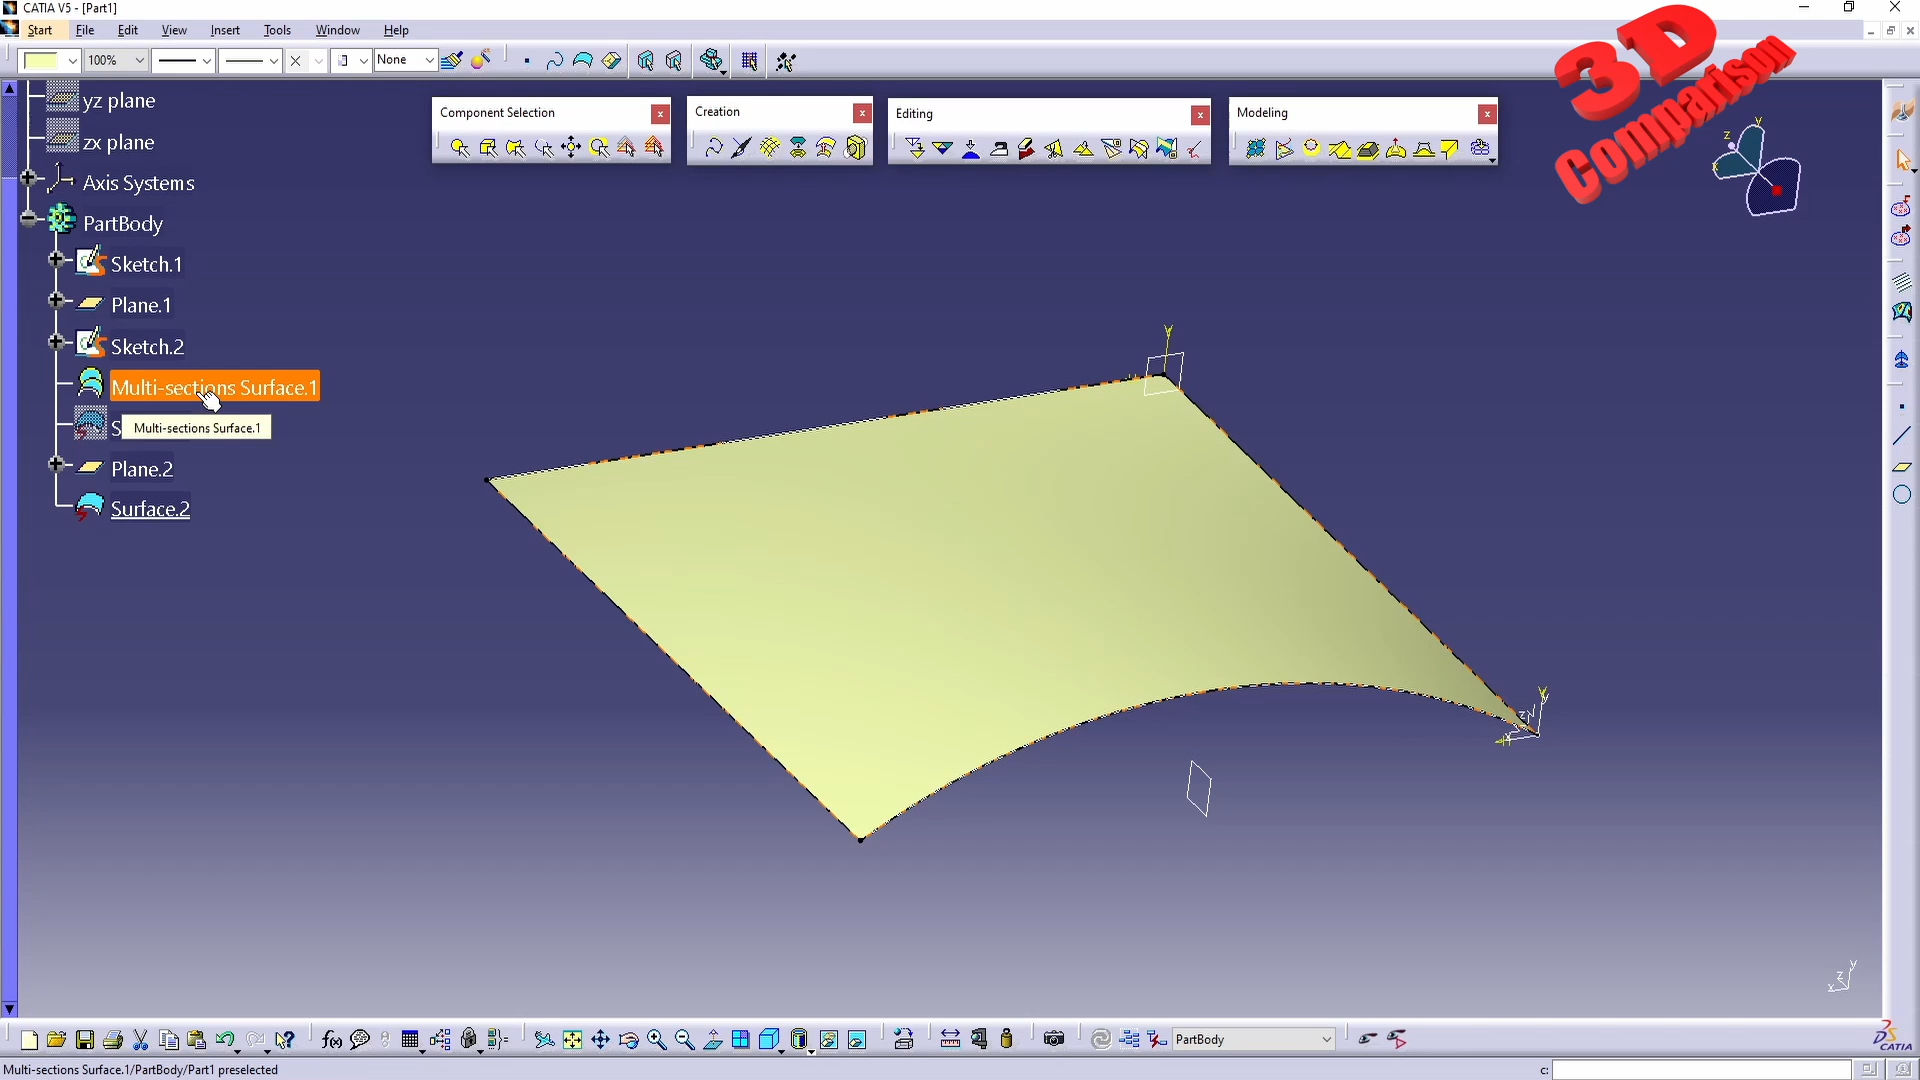 CATIA V5 - [Part1]
Start File Edit View Insert Tools Window Help
100% None
3D
Comparison
Component Selection
Creation
Editing
Modeling
yz plane
zx plane
Axis Systems
PartBody
Sketch.1
Plane.1
Sketch.2
Multi-sections Surface.1
S
Multi-sections Surface.1
Plane.2
Surface.2
z y x
y
y
z
x
z y
x
PartBody
CATIA
Multi-sections Surface.1/PartBody/Part1 preselected
c: